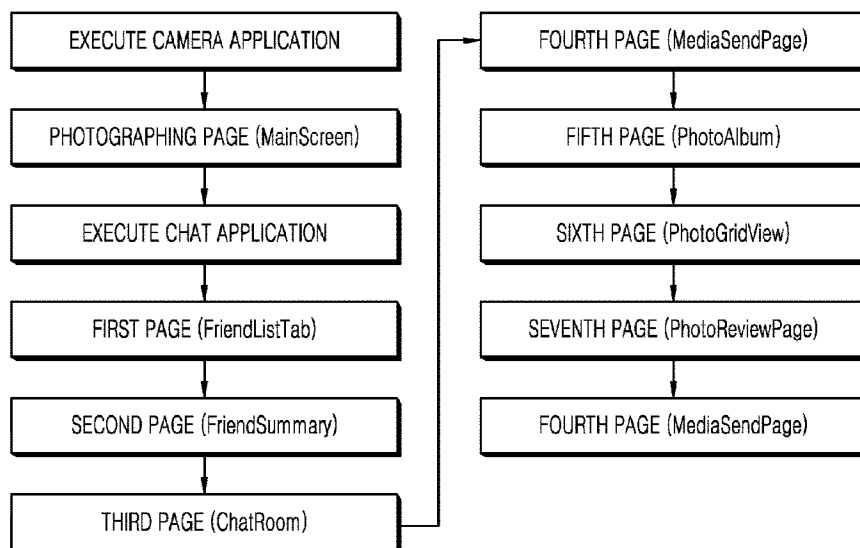 EXECUTE CAMERA APPLICATION
PHOTOGRAPHING PAGE (MainScreen)
EXECUTE CHAT APPLICATION
FIRST PAGE (FriendListTab)
SECOND PAGE (FriendSummary)
THIRD PAGE (ChatRoom)
FOURTH PAGE (MediaSendPage)
FIFTH PAGE (PhotoAlbum)
SIXTH PAGE (PhotoGridView)
SEVENTH PAGE (PhotoReviewPage)
FOURTH PAGE (MediaSendPage)